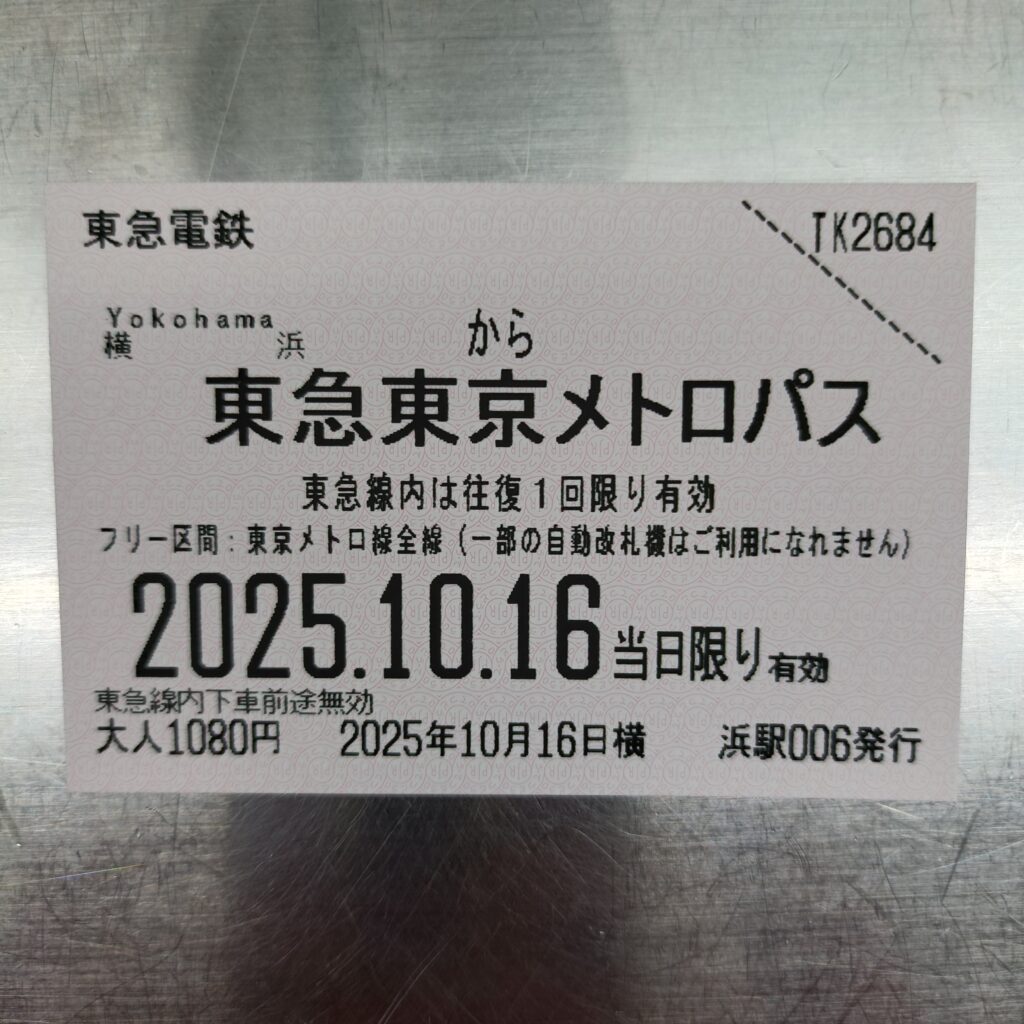 東急電鉄 TK2684
Yokohama
横 浜 から
東急東京メトロパス
東急線内は往復1回限り有効
フリー区間:東京メトロ線全線(一部の自動改札機はご利用になれません)
2025.10.16当日限り有効
東急線内下車前途無効
大人1080円 2025年10月16日横 浜駅006発行